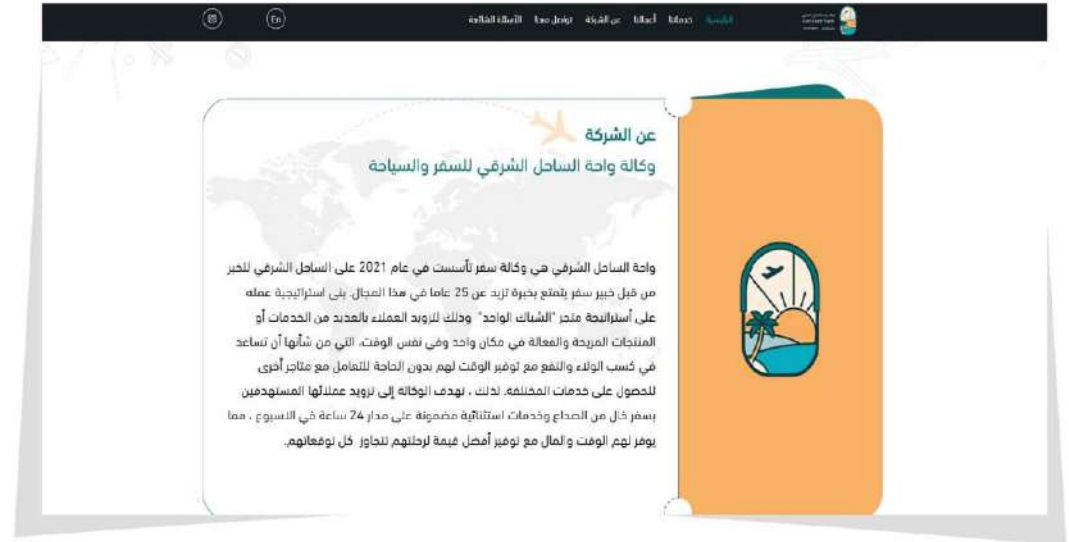 الرئيسية خدماتنا أعمالنا عن الشركة تواصل معنا الأسئلة الشائعة En
عن الشركة
وكالة واحة الساحل الشرقي للسفر والسياحة
واحة الساحل الشرقي هي وكالة سفر تأسست في عام 2021 على الساحل الشرقي للخبر
من قبل خبير سفر يتمتع بخبرة تزيد عن 25 عاما في هذا المجال. بنى استراتيجية عمله
على أستراتيجة متجر "الشباك الواحد" وذلك لتزويد العملاء بالعديد من الخدمات أو
المنتجات المريحة والفعالة في مكان واحد وفي نفس الوقت، التي من شأنها أن تساعد
في كسب الولاء والنفع مع توفير الوقت لهم بدون الحاجة للتعامل مع متاجر أخرى
للحصول على خدمات المختلفة. لذلك ، تهدف الوكالة إلى تزويد عملائها المستهدفين
بسفر خال من الصداع وخدمات استثنائية مضمونة على مدار 24 ساعة في الاسبوع ، مما
يوفر لهم الوقت والمال مع توفير أفضل قيمة لرحلتهم تتجاوز كل توقعاتهم.